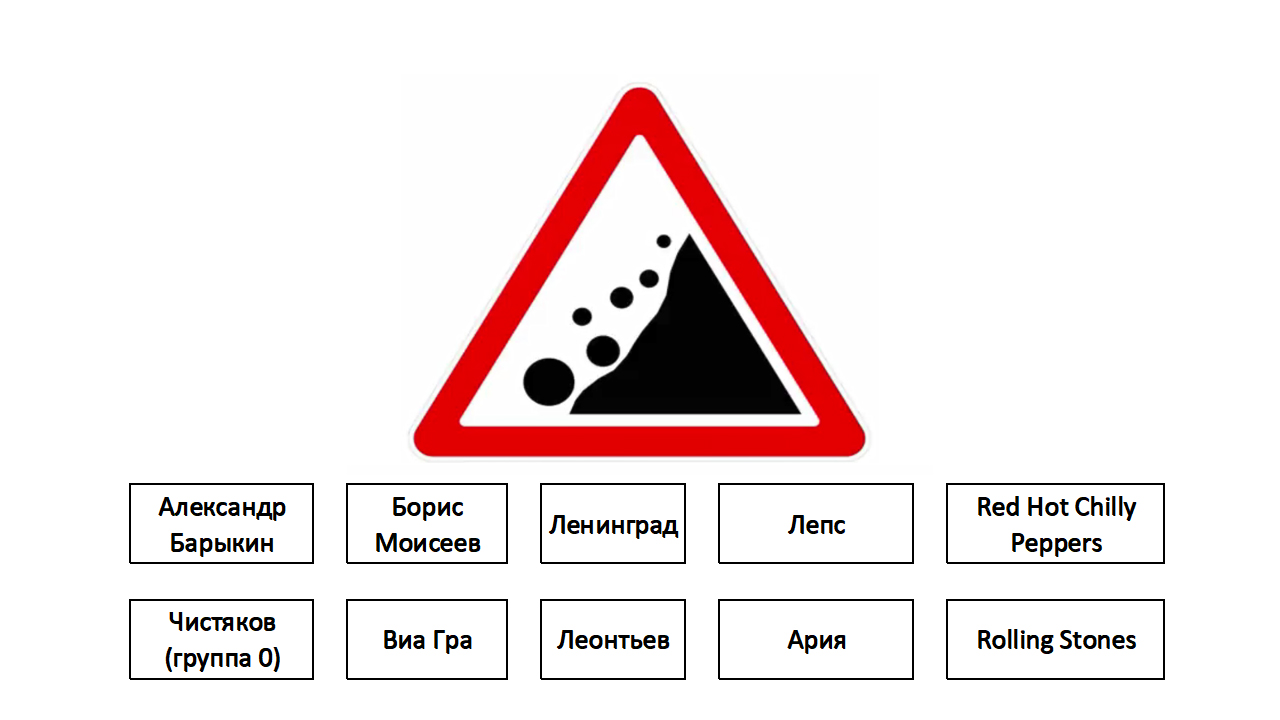 Александр
Барыкин
Борис
Моисеев
Ленинград
Лепс
Red Hot Chilly
Peppers
Чистяков
(группа 0)
Виа Гра
Леонтьев
Ария
Rolling Stones